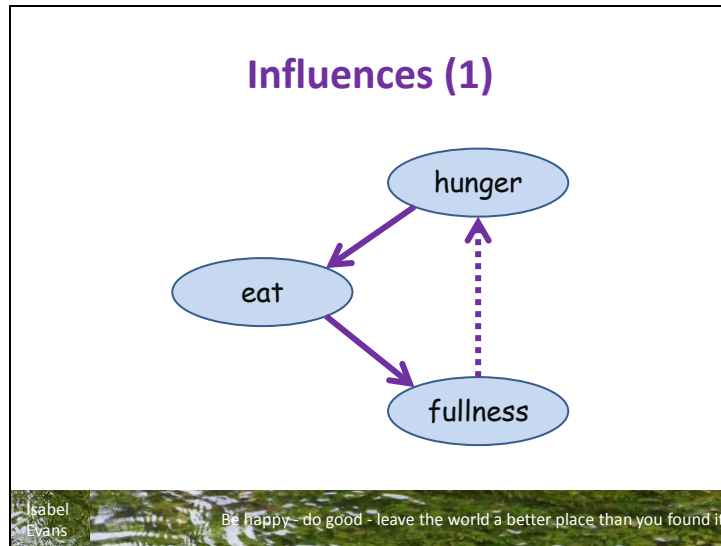 Influences (1)
hunger
eat
fullness
Isabel
Evans
Be happy - do good - leave the world a better place than you found it